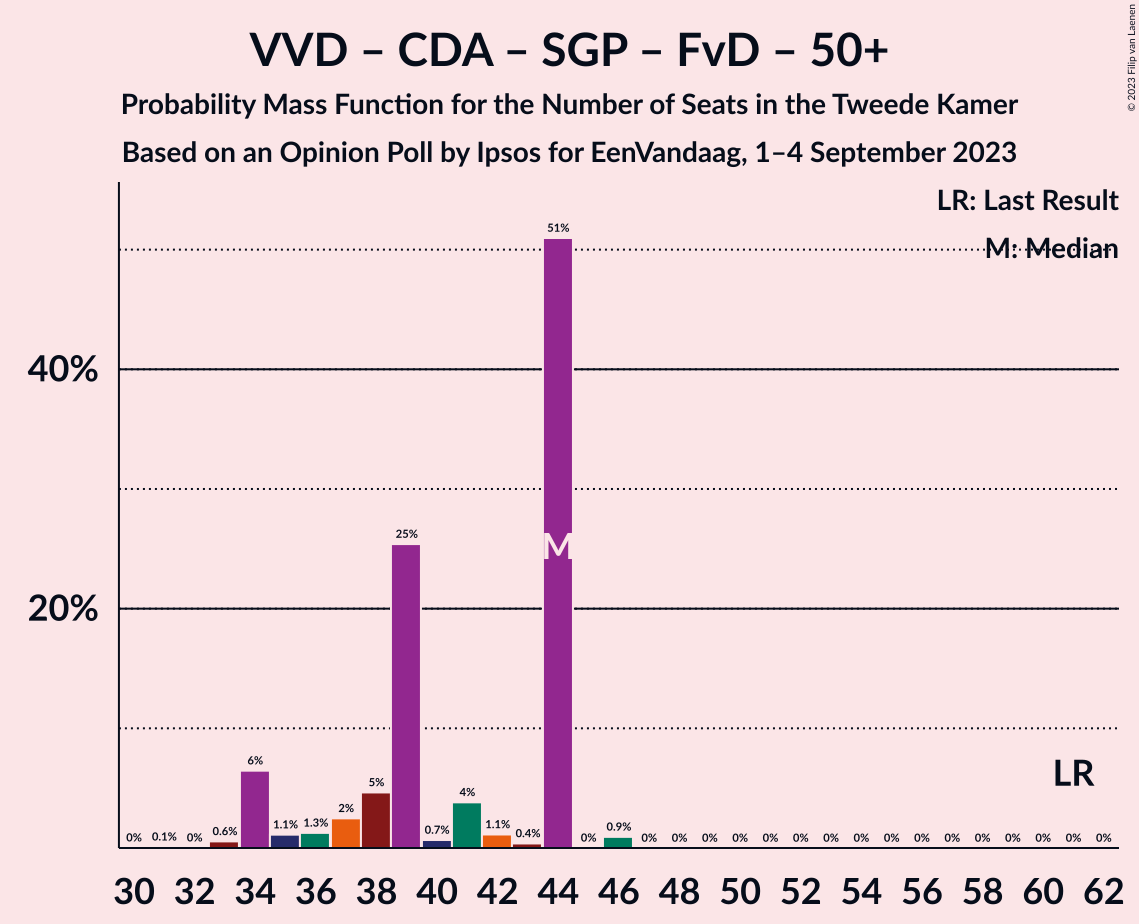 VVD – CDA – SGP – FvD – 50+
Probability Mass Function for the Number of Seats in the Tweede Kamer
Based on an Opinion Poll by Ipsos for EenVandaag, 1–4 September 2023
© 2023 Filip van Laenen
LR: Last Result
M: Median
40%
20%
0% 0.1% 0% 0.6% 6% 1.1% 1.3% 2% 5% 25% 0.7% 4% 1.1% 0.4% 51% 0% 0.9% 0% 0% 0% 0% 0% 0% 0% 0% 0% 0% 0% 0% 0% 0% 0% 0%
M
LR
30 32 34 36 38 40 42 44 46 48 50 52 54 56 58 60 62